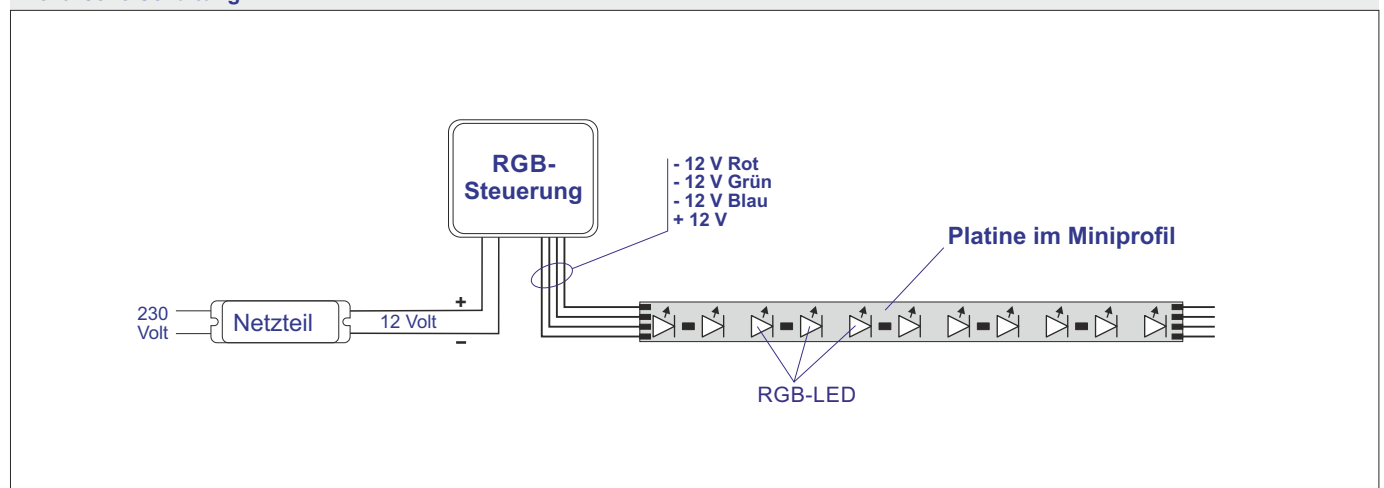 RGB-
Steuerung
- 12 V Rot
- 12 V Grün
- 12 V Blau
+ 12 V
Platine im Miniprofil
230
Volt
Netzteil
+
12 Volt
–
RGB-LED